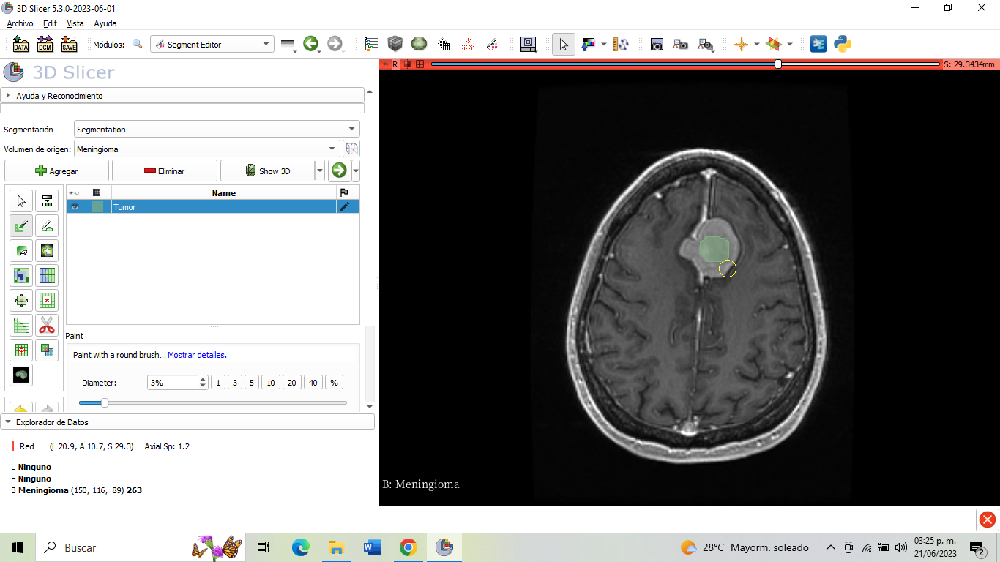 3D Slicer 5.3.0-2023-06-01
Archivo Edit Vista Ayuda
DATA DCM SAVE Módulos: Segment Editor
3D Slicer
R S: 29.3434mm
Ayuda y Reconocimiento
Segmentación Segmentation
Volumen de origen: Meningioma
Agregar Eliminar Show 3D
Name
Tumor
Paint
Paint with a round brush... Mostrar detalles.
Diameter: 3% 1 3 5 10 20 40 %
Explorador de Datos
Red (L 20.9, A 10.7, S 29.3) Axial Sp: 1.2
L Ninguno
F Ninguno
B Meningioma (150, 116, 89) 263
B: Meningioma
Buscar
28°C Mayorm. soleado
03:25 p. m.
21/06/2023
2